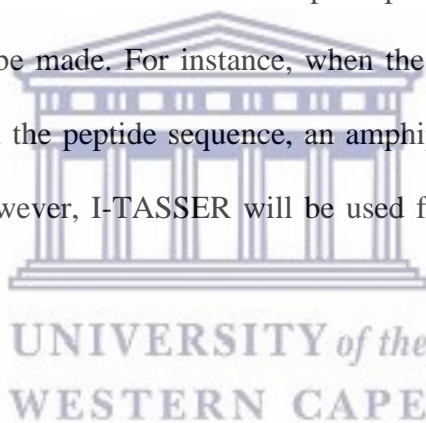 be made. For instance, when the
the peptide sequence, an
wever, I-TASSER will be used f
UNIVERSITY of the
WESTERN CAPE